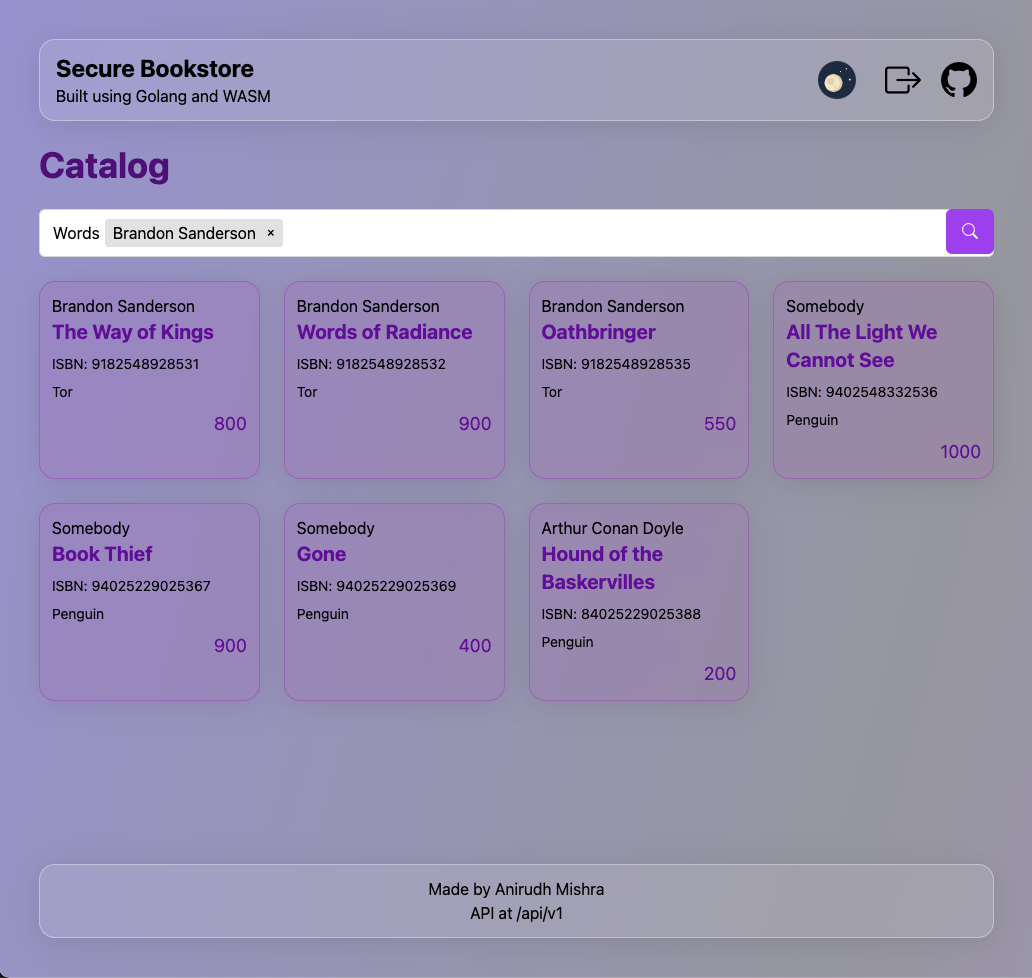 Secure Bookstore
Built using Golang and WASM
Catalog
Words Brandon Sanderson ×
Brandon Sanderson
The Way of Kings
ISBN: 9182548928531
Tor
800
Brandon Sanderson
Words of Radiance
ISBN: 9182548928532
Tor
900
Brandon Sanderson
Oathbringer
ISBN: 9182548928535
Tor
550
Somebody
All The Light We
Cannot See
ISBN: 9402548332536
Penguin
1000
Somebody
Book Thief
ISBN: 94025229025367
Penguin
900
Somebody
Gone
ISBN: 94025229025369
Penguin
400
Arthur Conan Doyle
Hound of the
Baskervilles
ISBN: 84025229025388
Penguin
200
Made by Anirudh Mishra
API at /api/v1